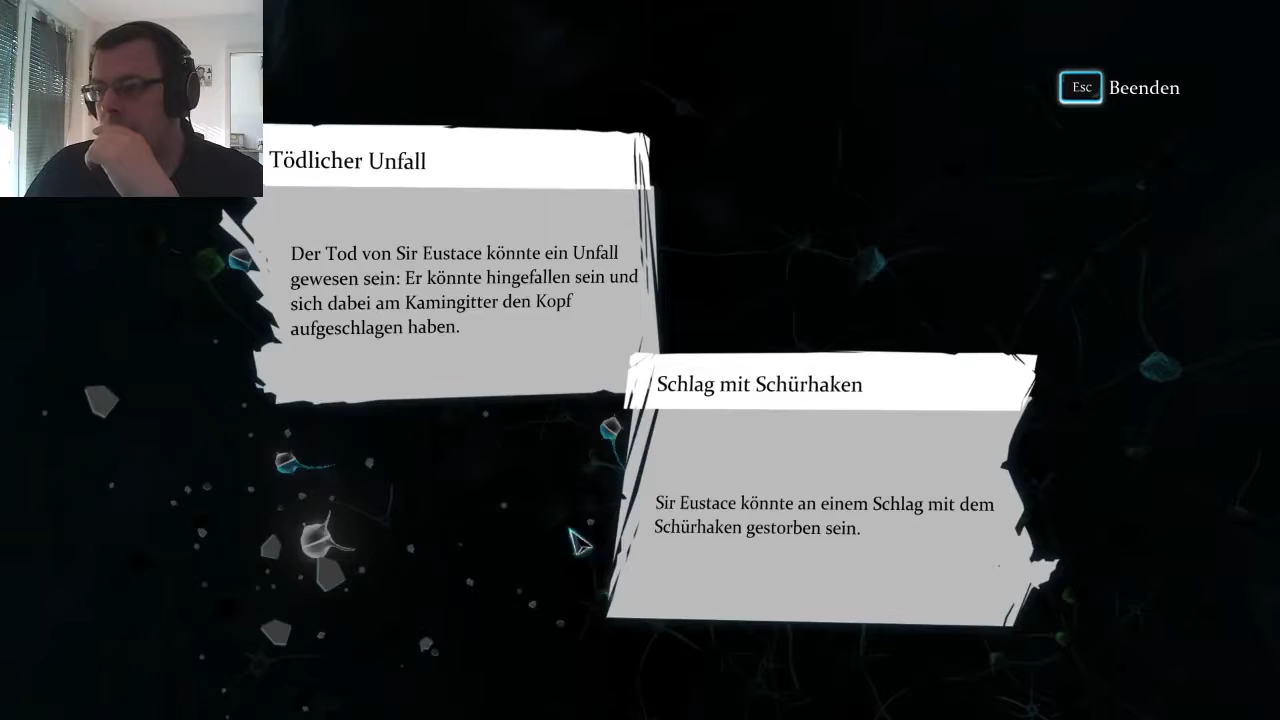 Esc Beenden
Tödlicher Unfall
Der Tod von Sir Eustace könnte ein Unfall
gewesen sein: Er könnte hingefallen sein und
sich dabei am Kamingitter den Kopf
aufgeschlagen haben.
Schlag mit Schürhaken
Sir Eustace könnte an einem Schlag mit dem
Schürhaken gestorben sein.